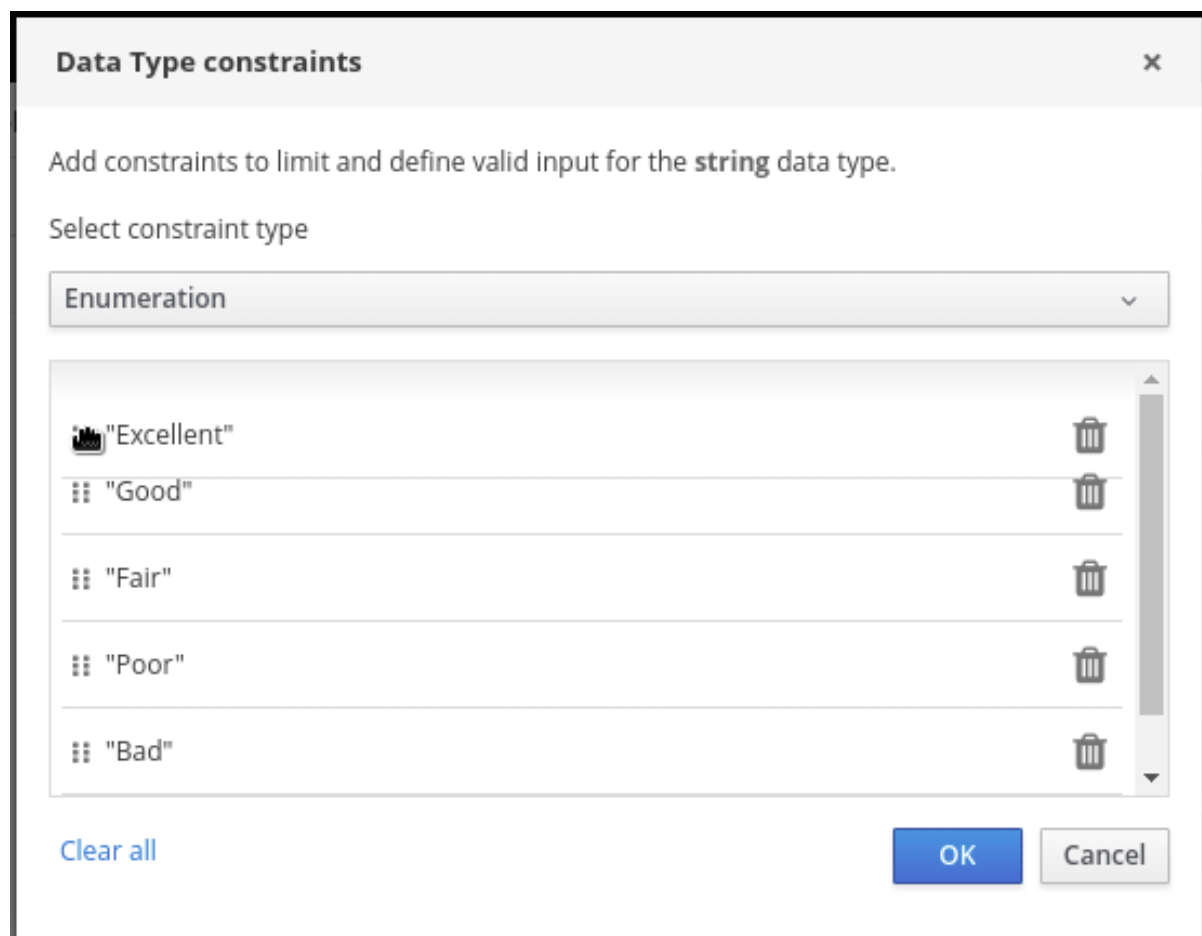 Data Type constraints
Add constraints to limit and define valid input for the string data type.
Select constraint type
Enumeration
"Excellent"
"Good"
"Fair"
"Poor"
"Bad"
Clear all
OK
Cancel